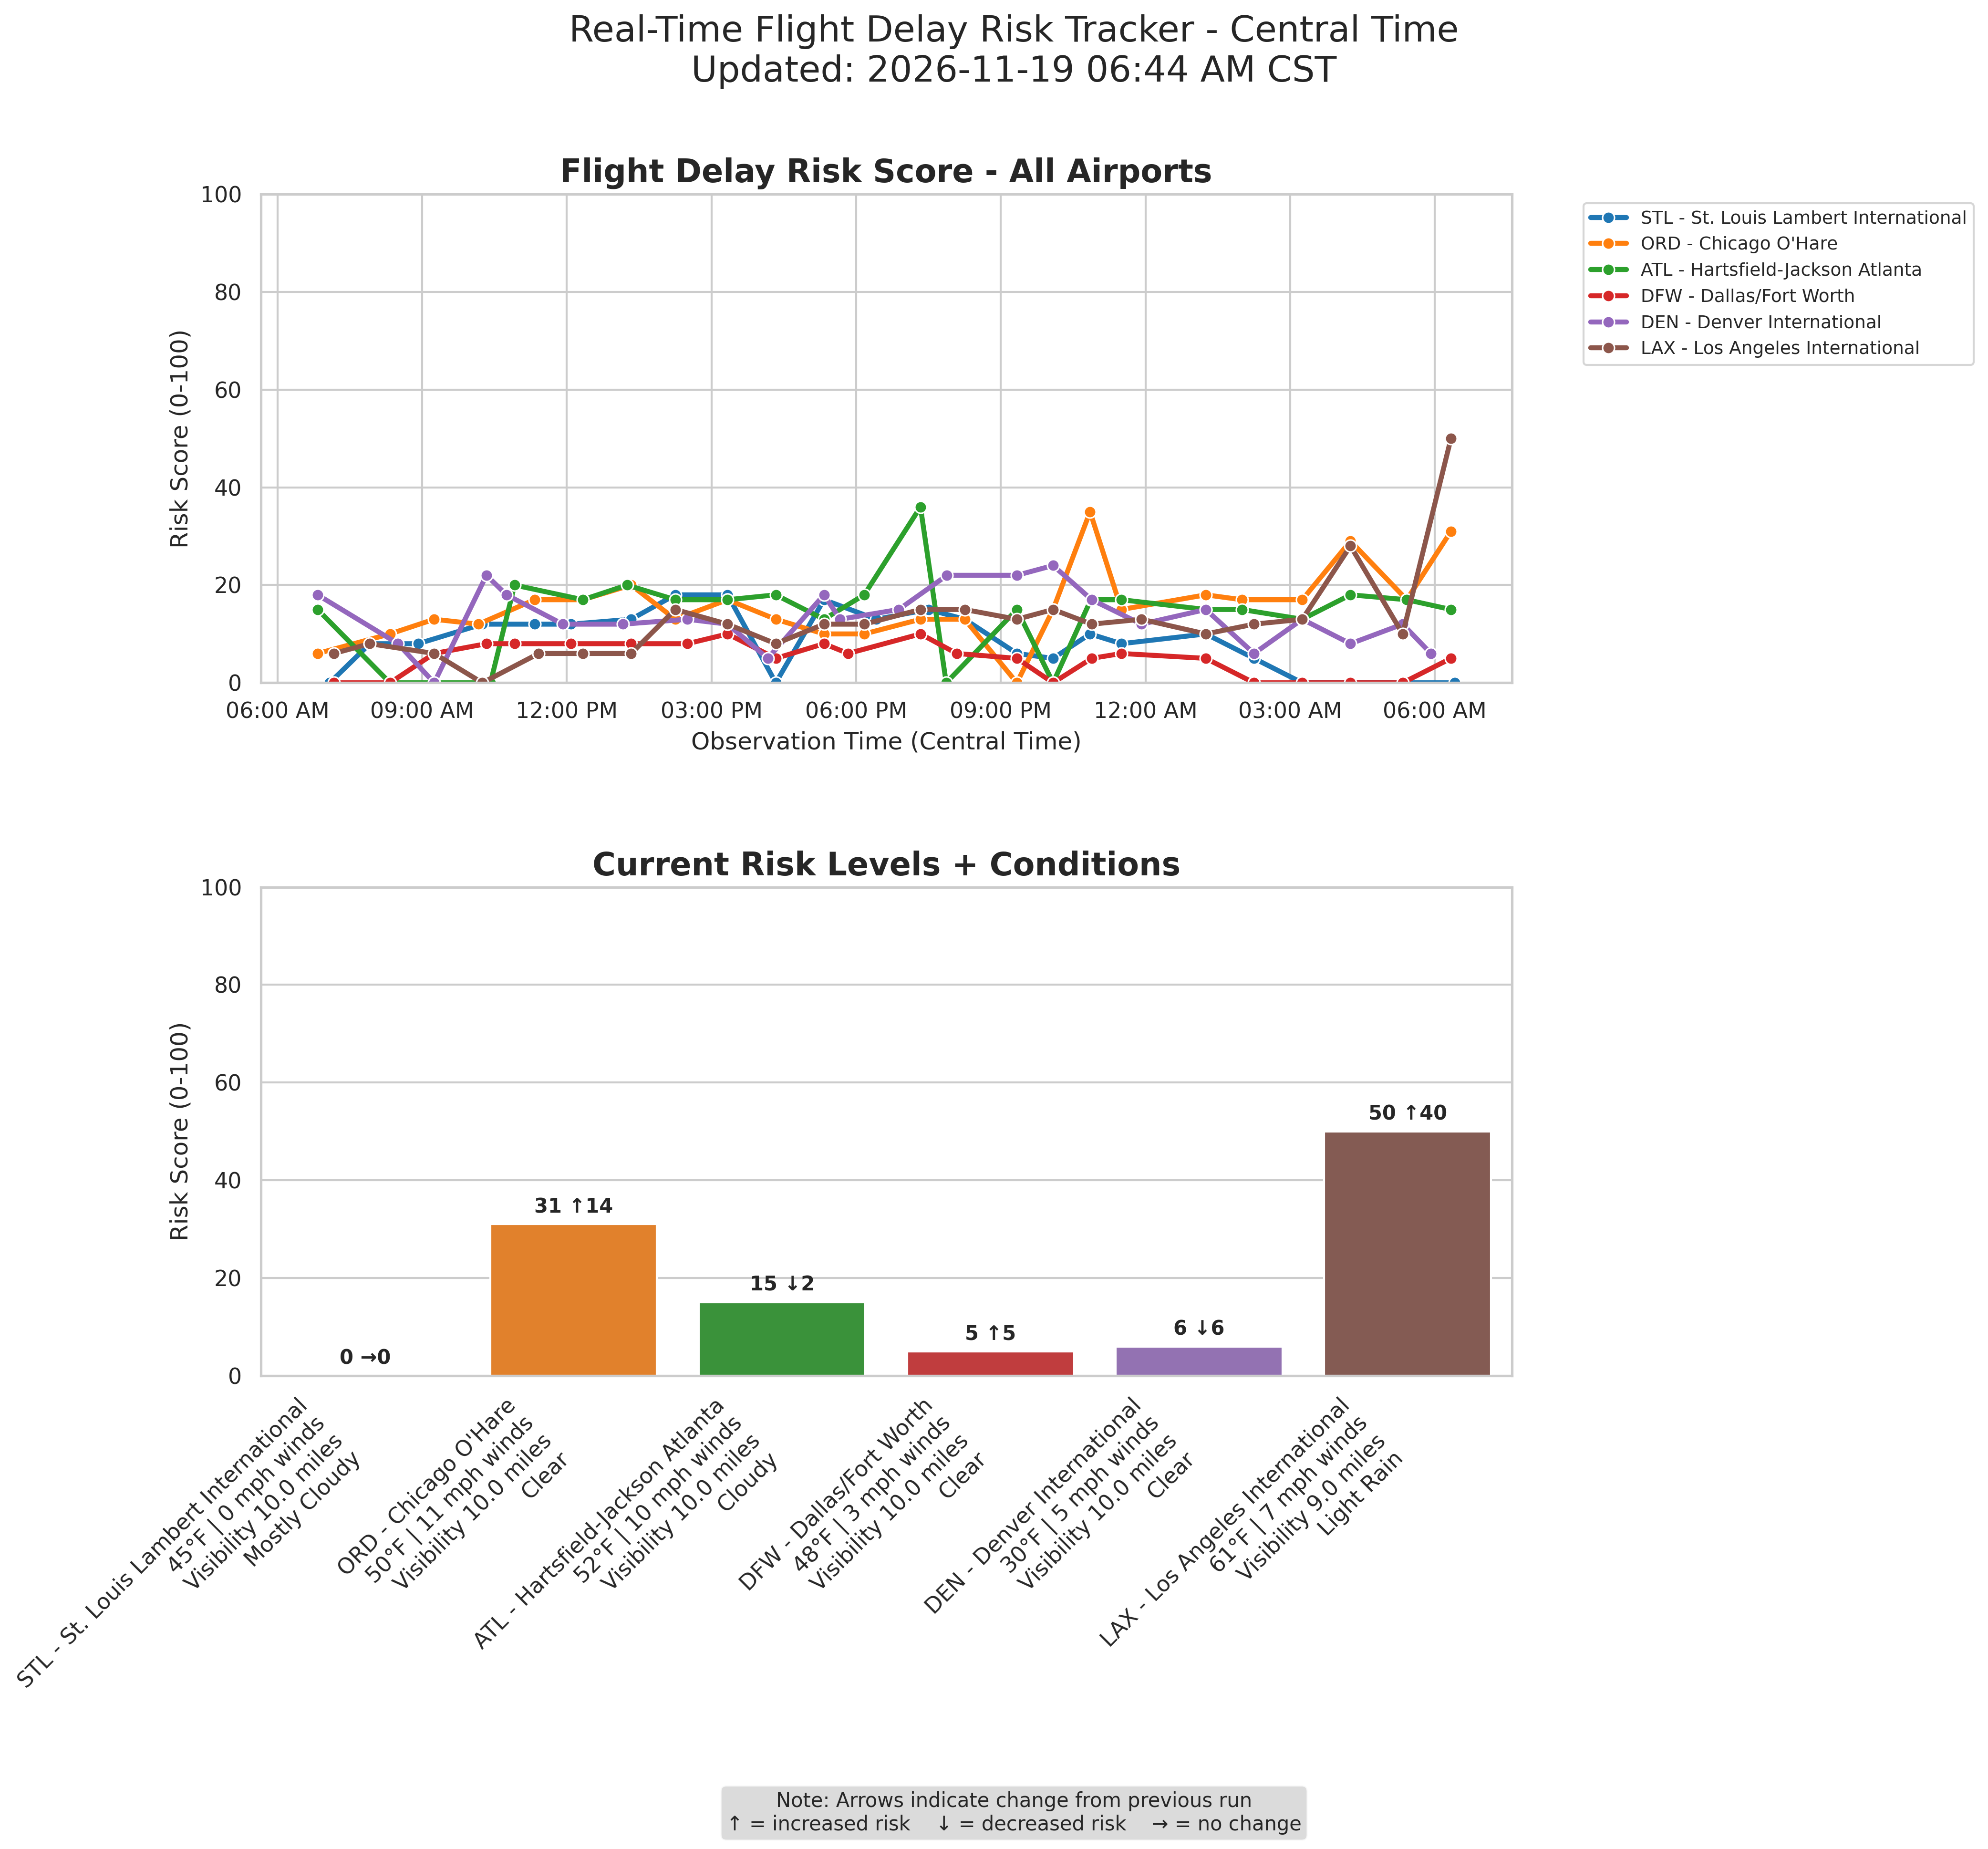 Real-Time Flight Delay Risk Tracker - Central Time
Updated: 2026-11-19 06:44 AM CST
Flight Delay Risk Score - All Airports
Risk Score (0-100)
100
80
60
40
20
0
06:00 AM
09:00 AM
12:00 PM
03:00 PM
06:00 PM
09:00 PM
12:00 AM
03:00 AM
06:00 AM
Observation Time (Central Time)
STL - St. Louis Lambert International
ORD - Chicago O'Hare
ATL - Hartsfield-Jackson Atlanta
DFW - Dallas/Fort Worth
DEN - Denver International
LAX - Los Angeles International
Current Risk Levels + Conditions
Risk Score (0-100)
100
80
60
40
20
0
0 →0
31 ↑14
15 ↓2
5 ↑5
6 ↓6
50 ↑40
STL - St. Louis Lambert International
45°F | 0 mph winds
Visibility 10.0 miles
Mostly Cloudy
ORD - Chicago O'Hare
50°F | 11 mph winds
Visibility 10.0 miles
Clear
ATL - Hartsfield-Jackson Atlanta
52°F | 10 mph winds
Visibility 10.0 miles
Cloudy
DFW - Dallas/Fort Worth
48°F | 3 mph winds
Visibility 10.0 miles
Clear
DEN - Denver International
30°F | 5 mph winds
Visibility 10.0 miles
Clear
LAX - Los Angeles International
61°F | 7 mph winds
Visibility 9.0 miles
Light Rain
Note: Arrows indicate change from previous run
↑ = increased risk ↓ = decreased risk → = no change